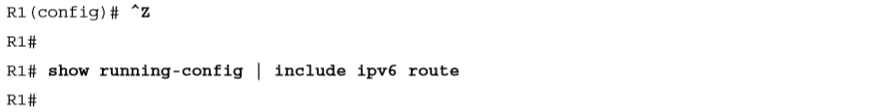 R1(config)# ^Z
R1#
R1# show running-config | include ipv6 route
R1#